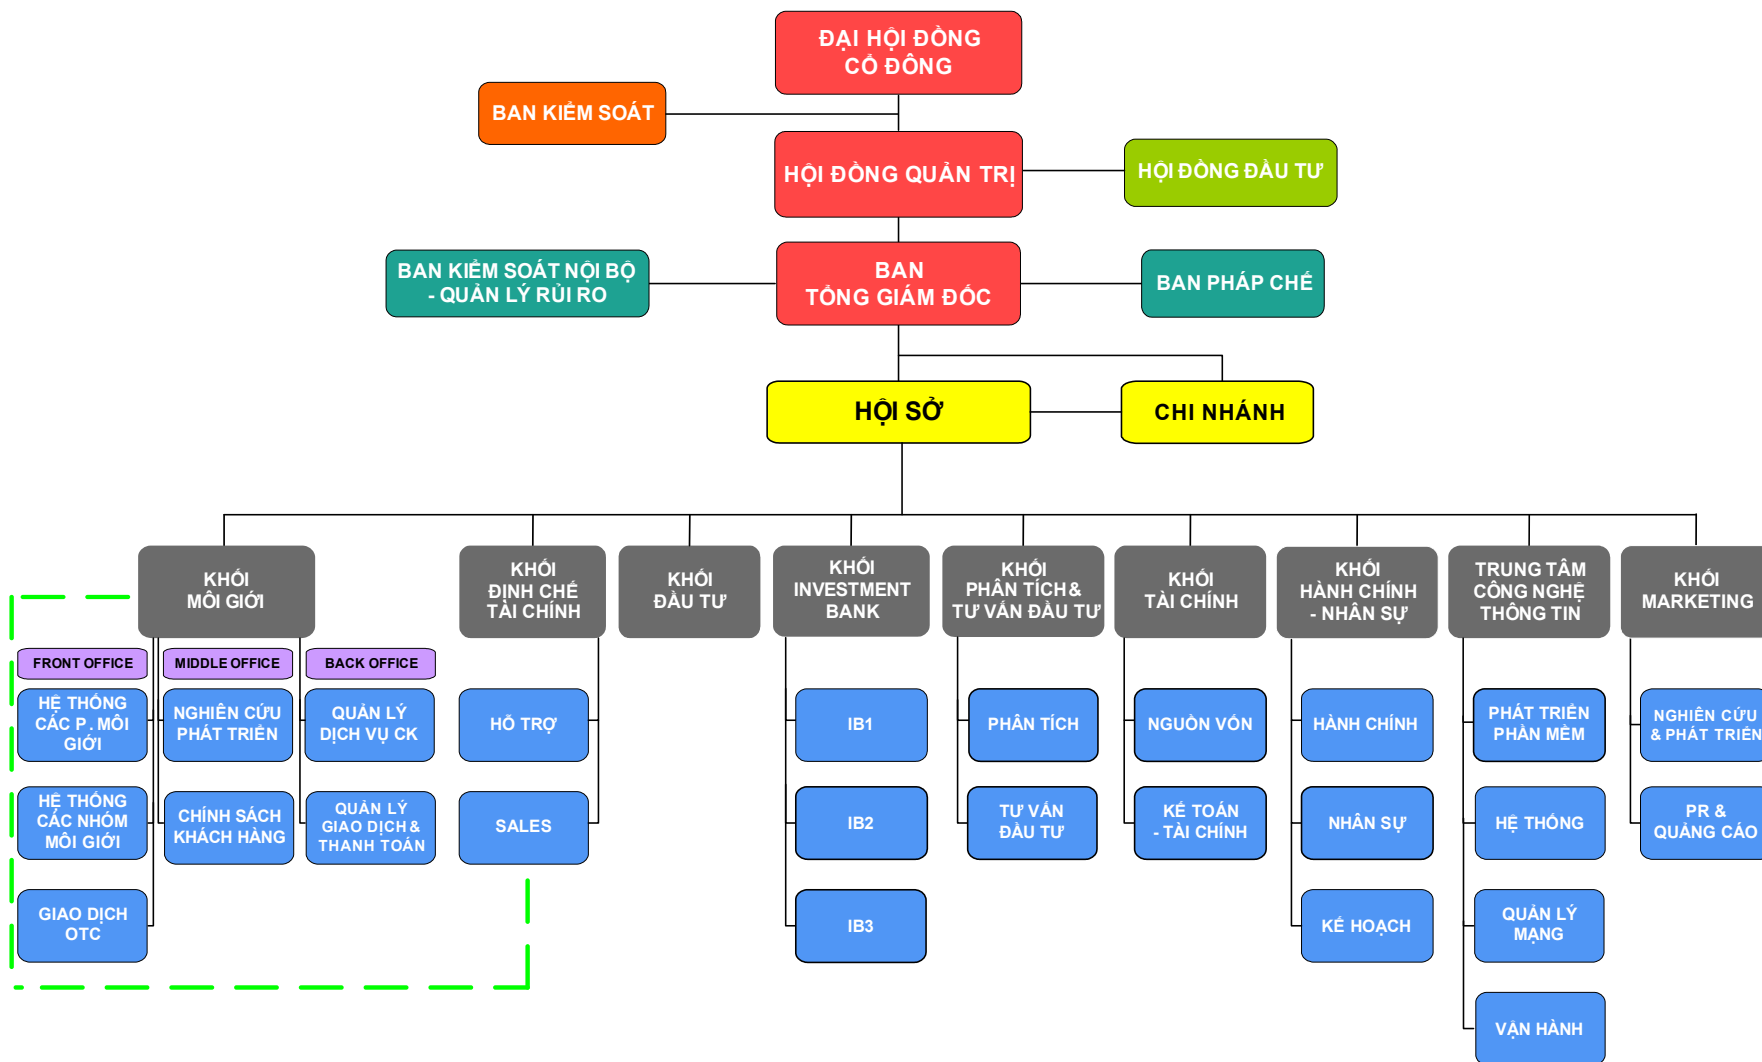 ĐẠI HỘI ĐỒNG
CỔ ĐÔNG
BAN KIỂM SOÁT
HỘI ĐỒNG QUẢN TRỊ
HỘI ĐỒNG ĐẦU TƯ
BAN KIỂM SOÁT NỘI BỘ
- QUẢN LÝ RỦI RO
BAN
TỔNG GIÁM ĐỐC
BAN PHÁP CHẾ
HỘI SỞ
CHI NHÁNH
KHỐI
MÔI GIỚI
KHỐI
ĐỊNH CHẾ
TÀI CHÍNH
KHỐI
ĐẦU TƯ
KHỐI
INVESTMENT
BANK
KHỐI
PHÂN TÍCH &
TƯ VẤN ĐẦU TƯ
KHỐI
TÀI CHÍNH
KHỐI
HÀNH CHÍNH
- NHÂN SỰ
TRUNG TÂM
CÔNG NGHỆ
THÔNG TIN
KHỐI
MARKETING
FRONT OFFICE
MIDDLE OFFICE
BACK OFFICE
HỆ THỐNG
CÁC P. MÔI
GIỚI
NGHIÊN CỨU
PHÁT TRIỂN
QUẢN LÝ
DỊCH VỤ CK
HỖ TRỢ
IB1
PHÂN TÍCH
NGUỒN VỐN
HÀNH CHÍNH
PHÁT TRIỂN
PHẦN MỀM
NGHIÊN CỨU
& PHÁT TRIỂN
HỆ THỐNG
CÁC NHÓM
MÔI GIỚI
CHÍNH SÁCH
KHÁCH HÀNG
QUẢN LÝ
GIAO DỊCH &
THANH TOÁN
SALES
IB2
TƯ VẤN
ĐẦU TƯ
KẾ TOÁN
- TÀI CHÍNH
NHÂN SỰ
HỆ THỐNG
PR &
QUẢNG CÁO
GIAO DỊCH
OTC
IB3
KẾ HOẠCH
QUẢN LÝ
MẠNG
VẬN HÀNH